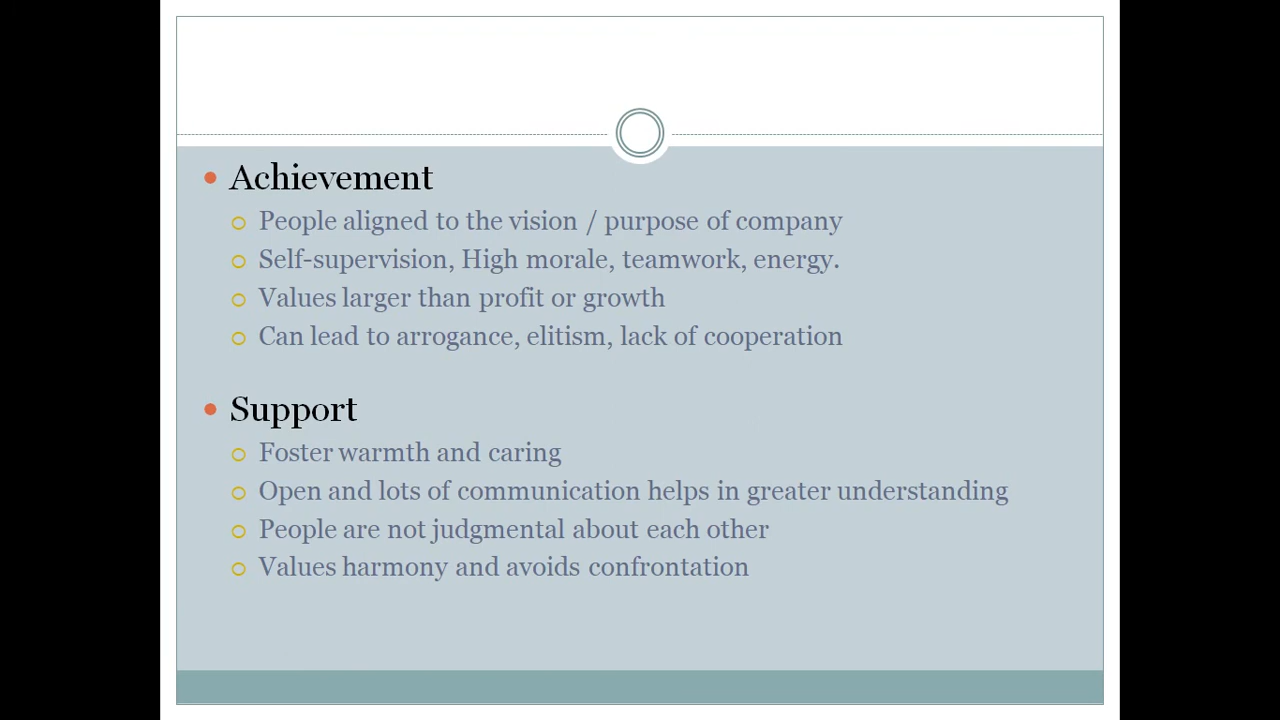 Achievement
People aligned to the vision / purpose of company
Self-supervision, High morale, teamwork, energy.
Values larger than profit or growth
Can lead to arrogance, elitism, lack of cooperation
Support
Foster warmth and caring
Open and lots of communication helps in greater understanding
People are not judgmental about each other
Values harmony and avoids confrontation